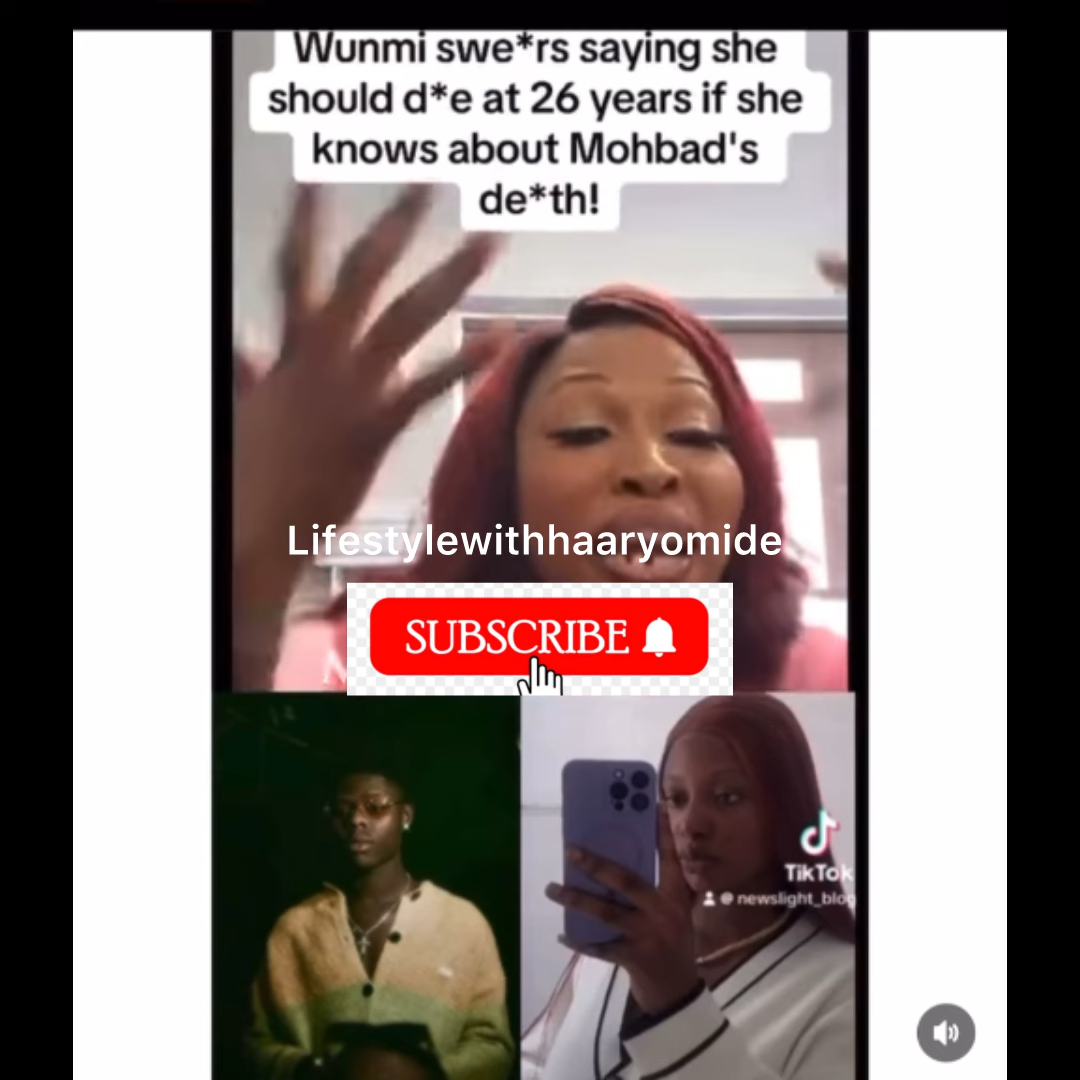 Wunmi swe*rs saying she
should d*e at 26 years if she
knows about Mohbad's
de*th!
Lifestylewithhaaryomide
SUBSCRIBE
TikTok
@ newslight_blog